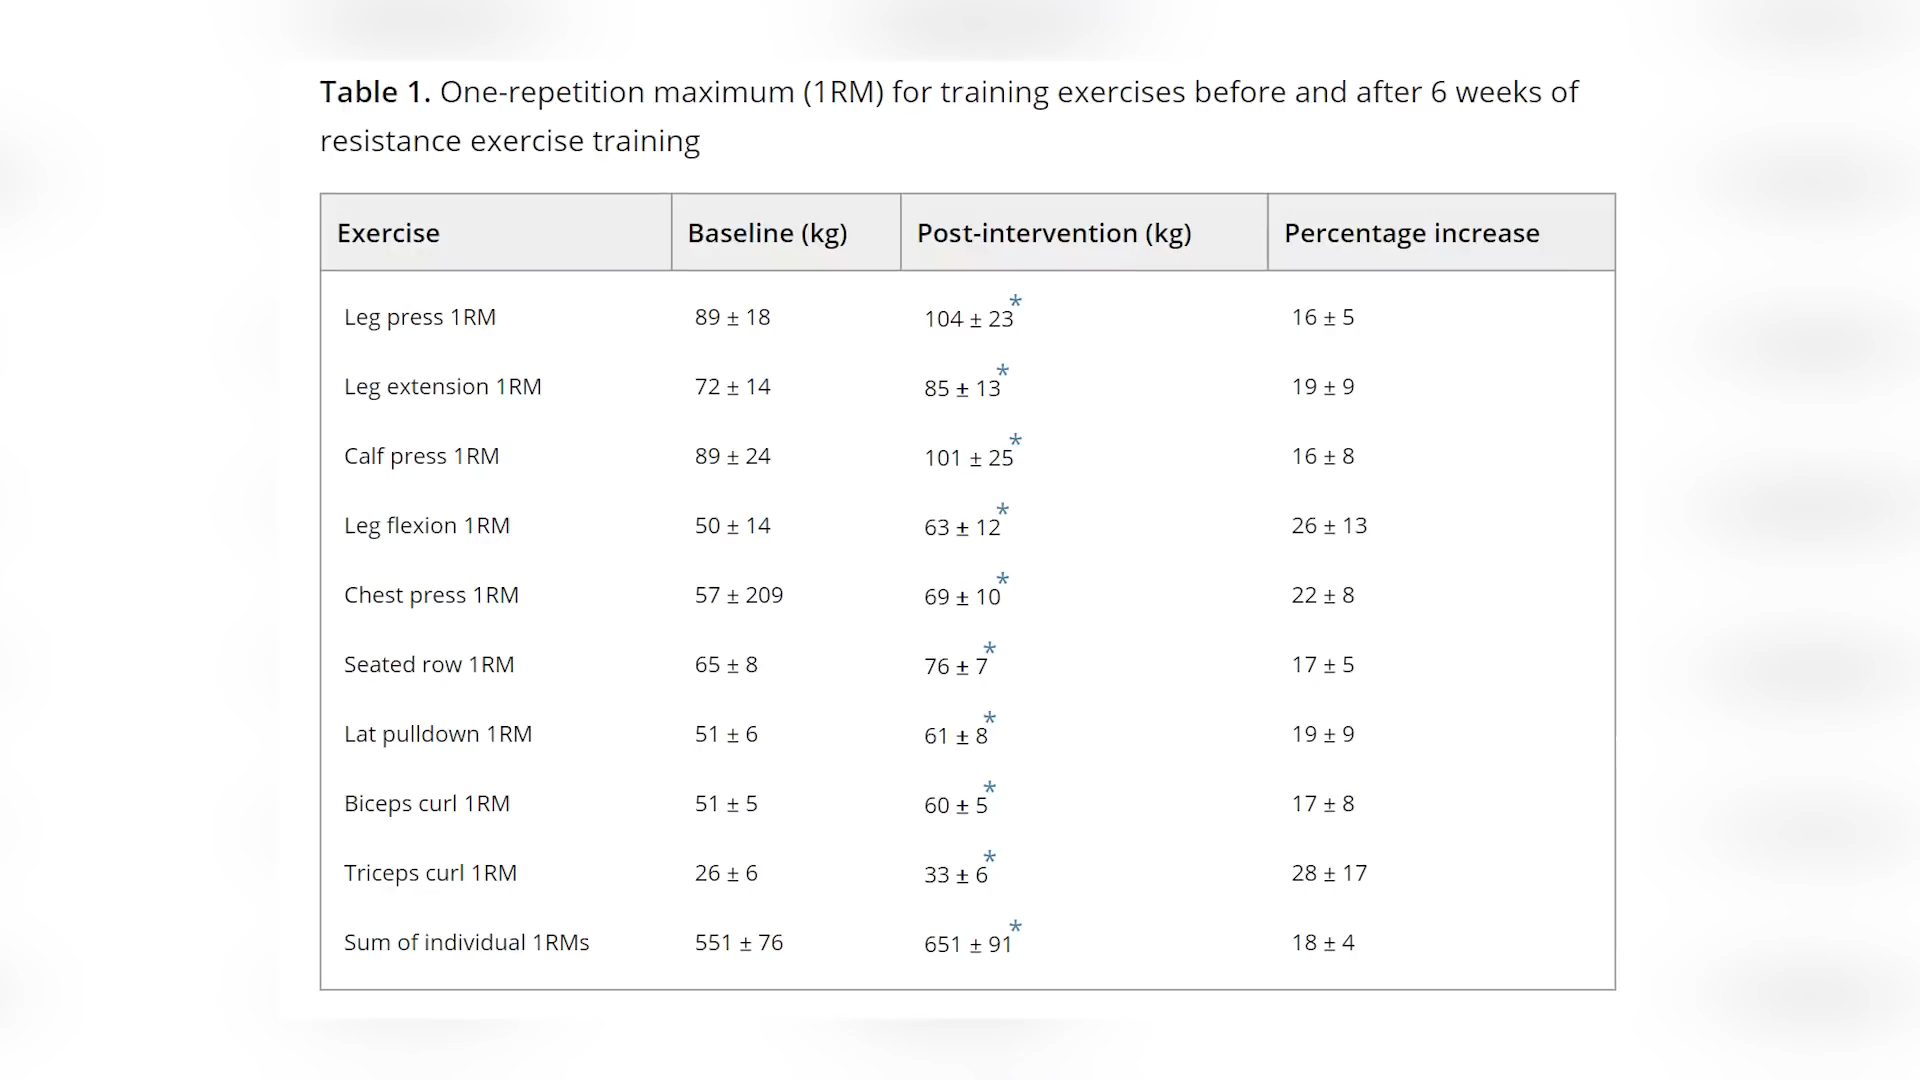 Table 1. One-repetition maximum (1RM) for training exercises before and after 6 weeks of
resistance exercise training
Exercise Baseline (kg) Post-intervention (kg) Percentage increase
Leg press 1RM 89 ± 18 104 ± 23* 16 ± 5
Leg extension 1RM 72 ± 14 85 ± 13* 19 ± 9
Calf press 1RM 89 ± 24 101 ± 25* 16 ± 8
Leg flexion 1RM 50 ± 14 63 ± 12* 26 ± 13
Chest press 1RM 57 ± 209 69 ± 10* 22 ± 8
Seated row 1RM 65 ± 8 76 ± 7* 17 ± 5
Lat pulldown 1RM 51 ± 6 61 ± 8* 19 ± 9
Biceps curl 1RM 51 ± 5 60 ± 5* 17 ± 8
Triceps curl 1RM 26 ± 6 33 ± 6* 28 ± 17
Sum of individual 1RMs 551 ± 76 651 ± 91* 18 ± 4